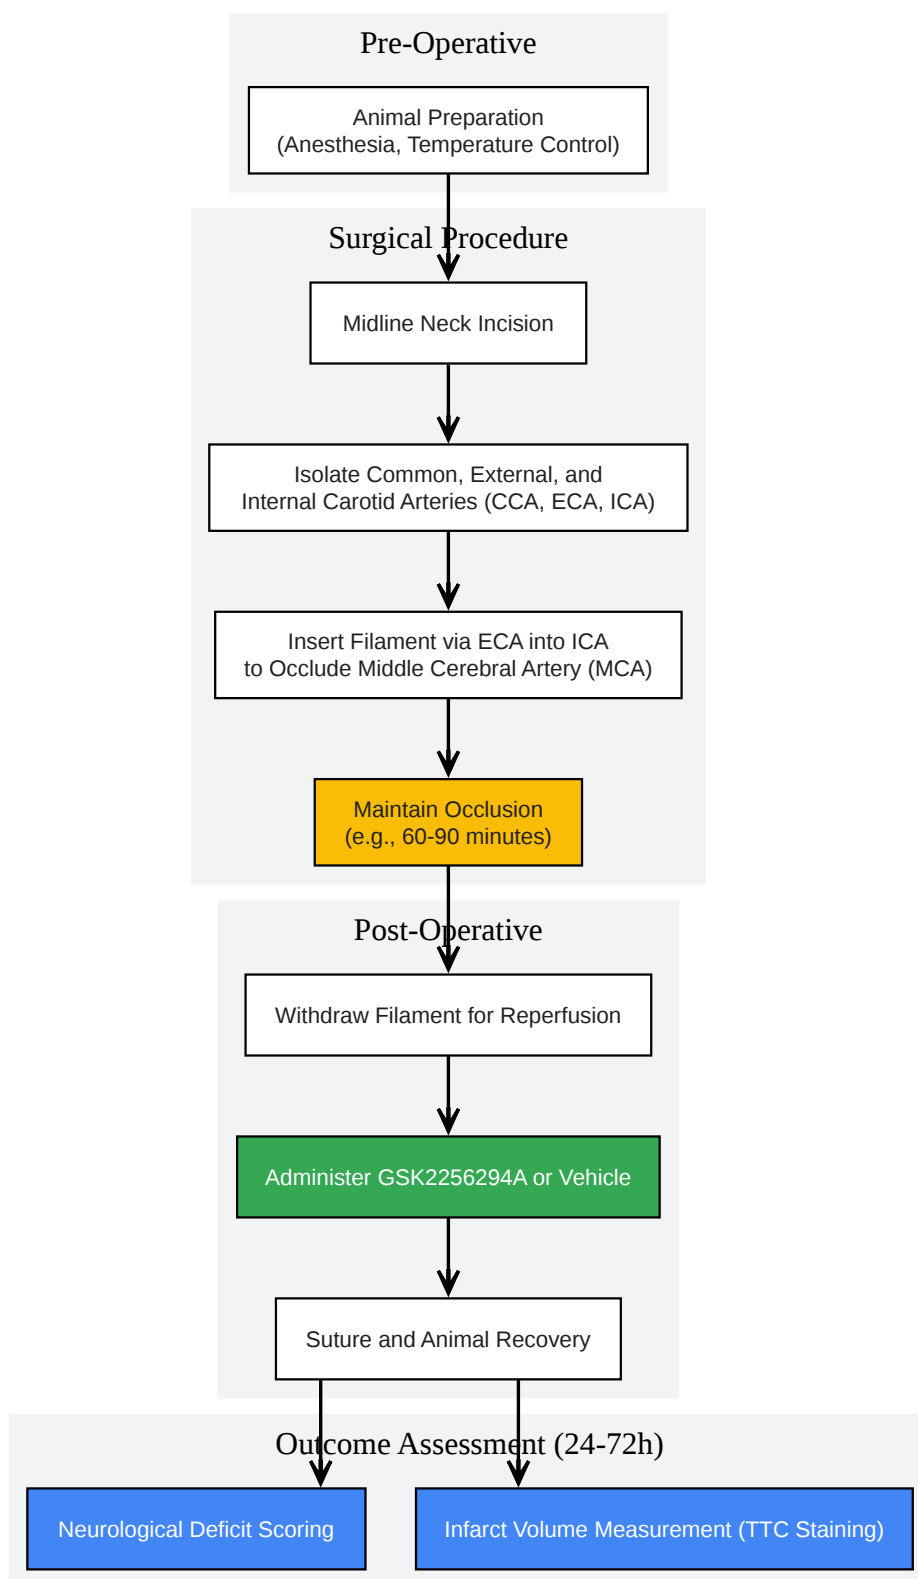 Pre-Operative
Animal Preparation
(Anesthesia, Temperature Control)
Surgical Procedure
Midline Neck Incision
Isolate Common, External, and
Internal Carotid Arteries (CCA, ECA, ICA)
Insert Filament via ECA into ICA
to Occlude Middle Cerebral Artery (MCA)
Maintain Occlusion
(e.g., 60-90 minutes)
Post-Operative
Withdraw Filament for Reperfusion
Administer GSK2256294A or Vehicle
Suture and Animal Recovery
Outcome Assessment (24-72h)
Neurological Deficit Scoring
Infarct Volume Measurement (TTC Staining)